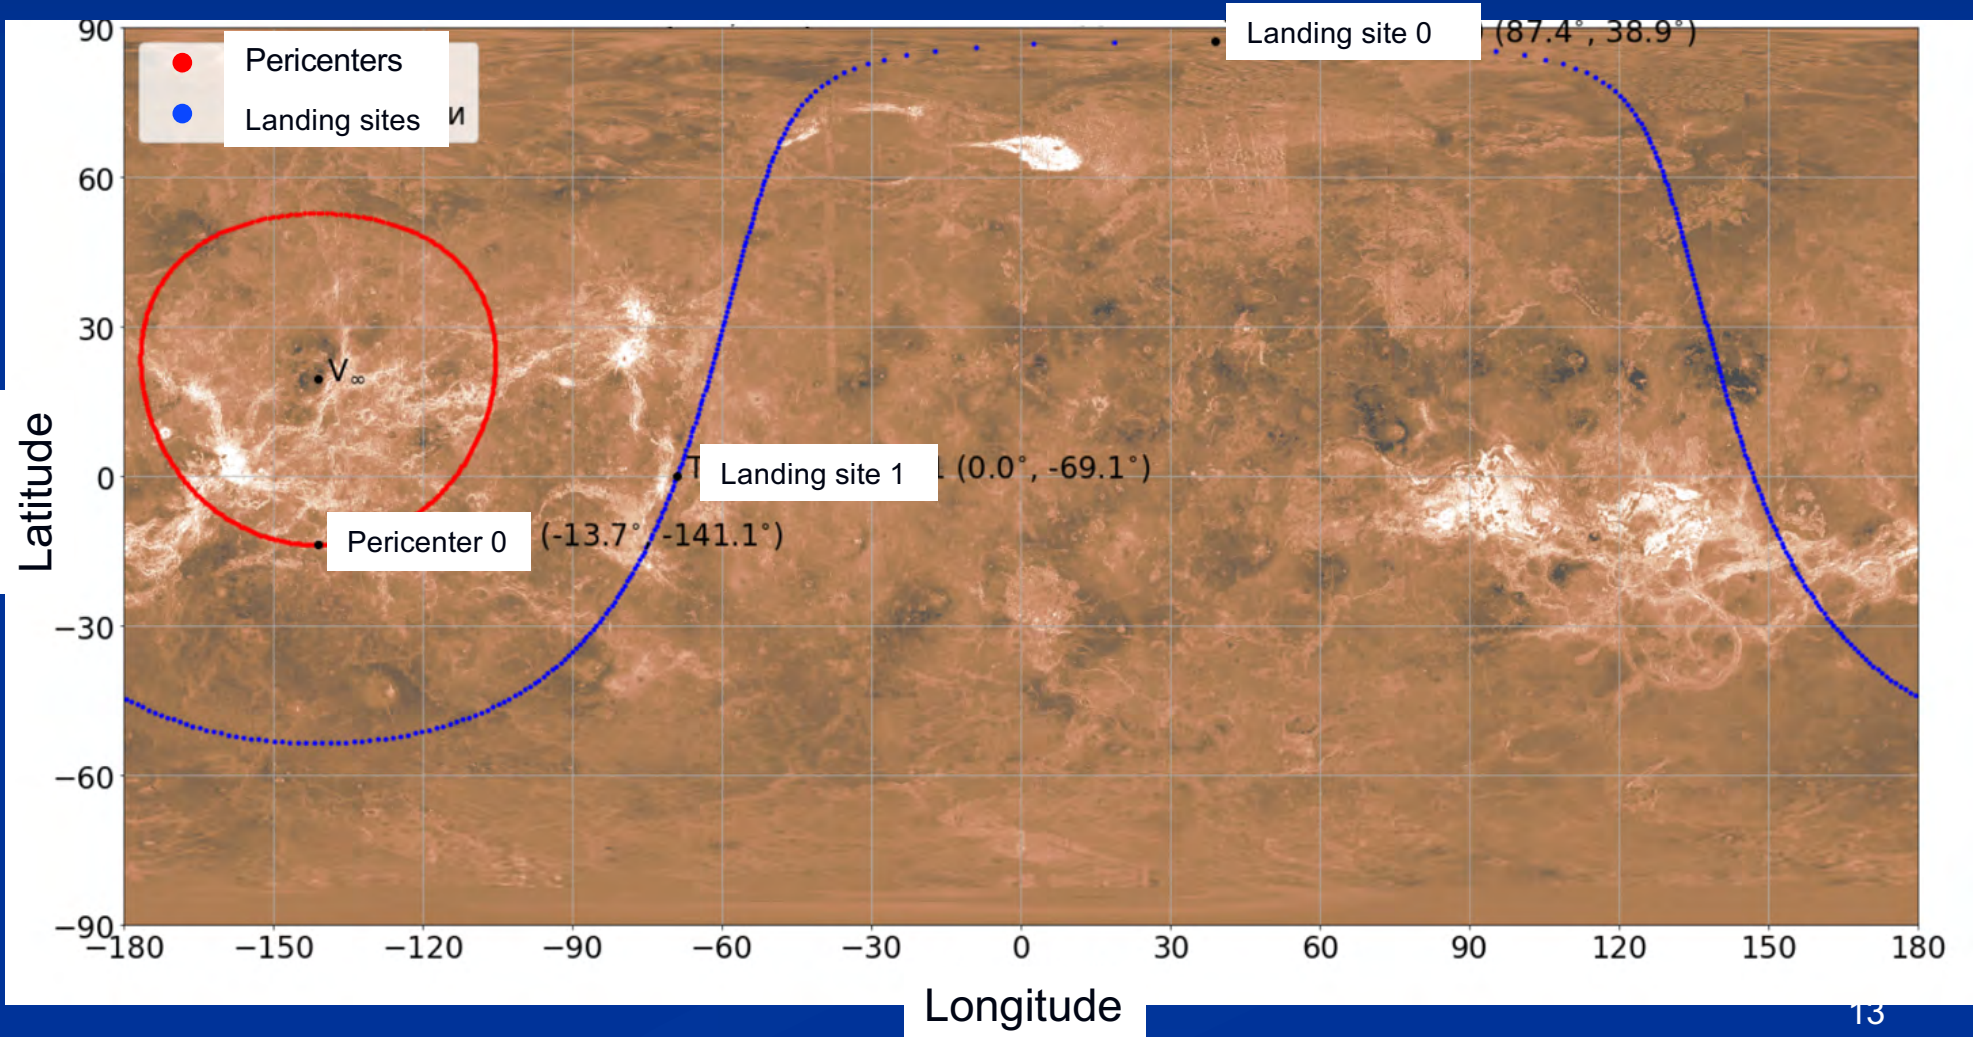 90
Landing site 0 (87.4°, 38.9°)
Pericenters
Landing sites
и
60
30
V∞
Latitude
0
Landing site 1 (0.0°, -69.1°)
Pericenter 0 (-13.7°, -141.1°)
−30
−60
−90
−180 −150 −120 −90 −60 −30 0 30 60 90 120 150 180
Longitude
13